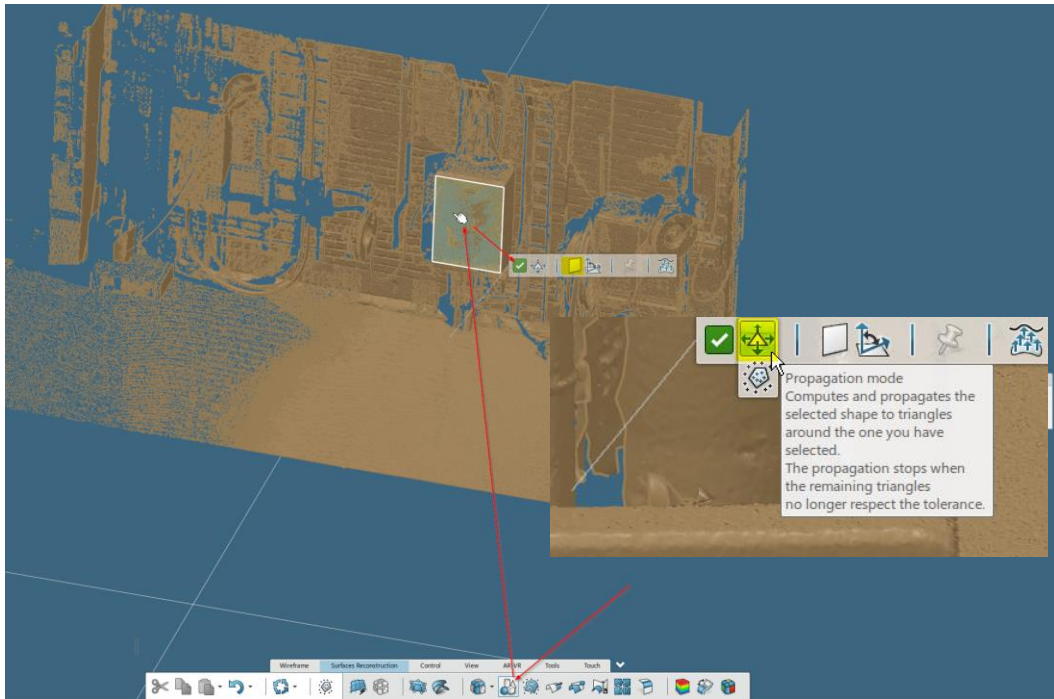 Propagation mode
Computes and propagates the
selected shape to triangles
around the one you have
selected.
The propagation stops when
the remaining triangles
no longer respect the tolerance.
Wireframe Surfaces Reconstruction Control View AR-VR Tools Touch